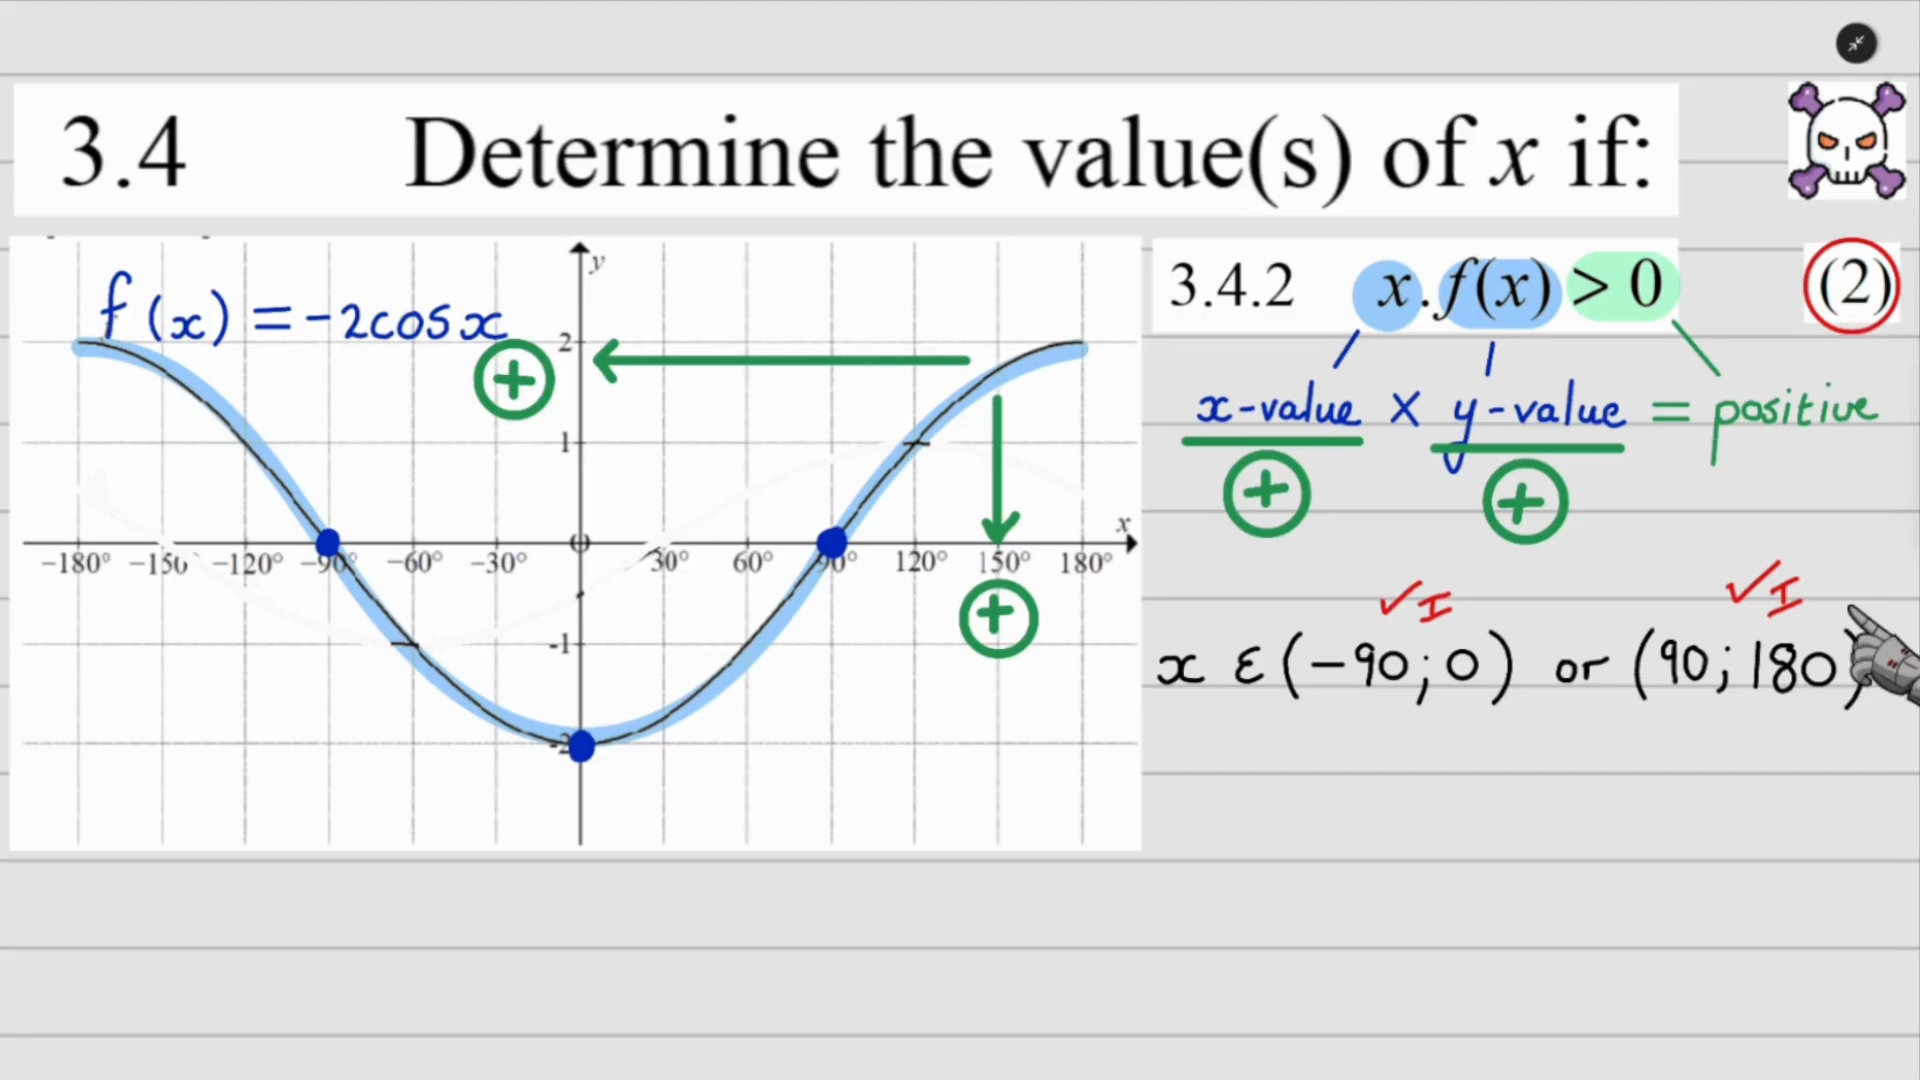 3.4 Determine the value(s) of x if:
f(x) = -2cosx
3.4.2 x.f(x) > 0 (2)
x-value × y-value = positive
+ +
✓I ✓I
x ε (-90;0) or (90;180)
y
2
+
1
0
x
−180° −150 −120° −90° −60° −30° 30° 60° 90° 120° 150° 180°
+
-1
-2